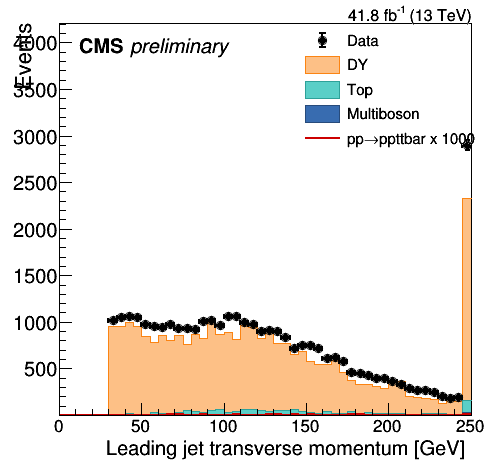 41.8 fb⁻¹ (13 TeV)
Events
CMS preliminary
Data
DY
Top
Multiboson
pp→ppttbar x 1000
4000
3500
3000
2500
2000
1500
1000
500
0 50 100 150 200 250
Leading jet transverse momentum [GeV]